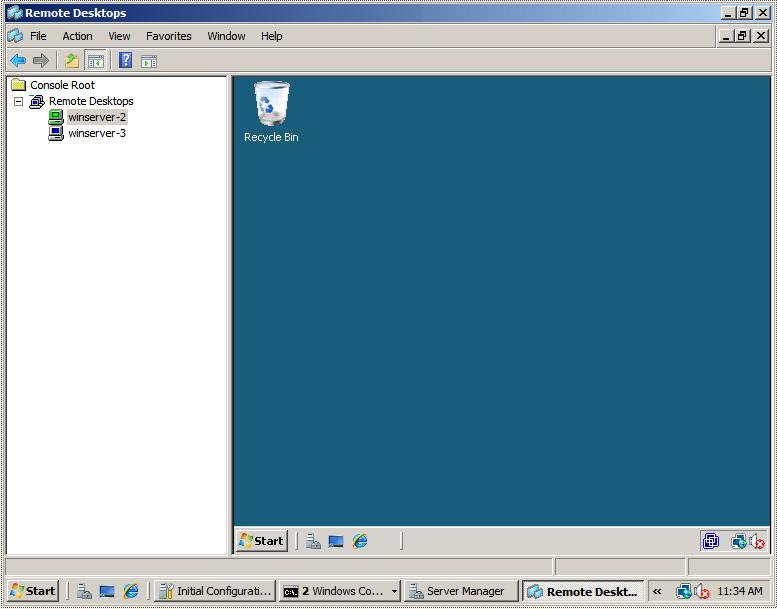 Remote Desktops
File Action View Favorites Window Help
Console Root
Remote Desktops
winserver-2
winserver-3
Recycle Bin
Start
Start Initial Configurati... C:\. 2 Windows Co... Server Manager Remote Deskt... « 11:34 AM